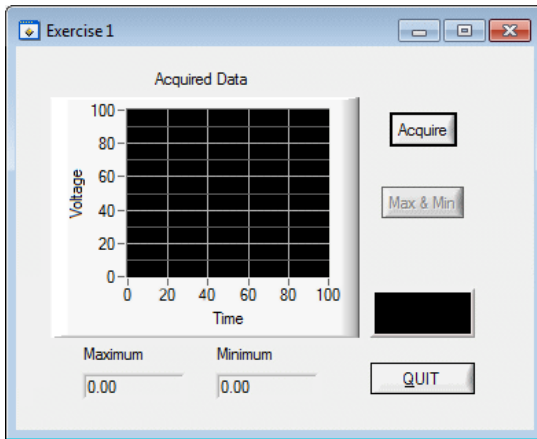 Exercise 1
Acquired Data
100
80
60
40
20
0
Voltage
0 20 40 60 80 100
Time
Acquire
Max & Min
Maximum Minimum
0.00 0.00
QUIT